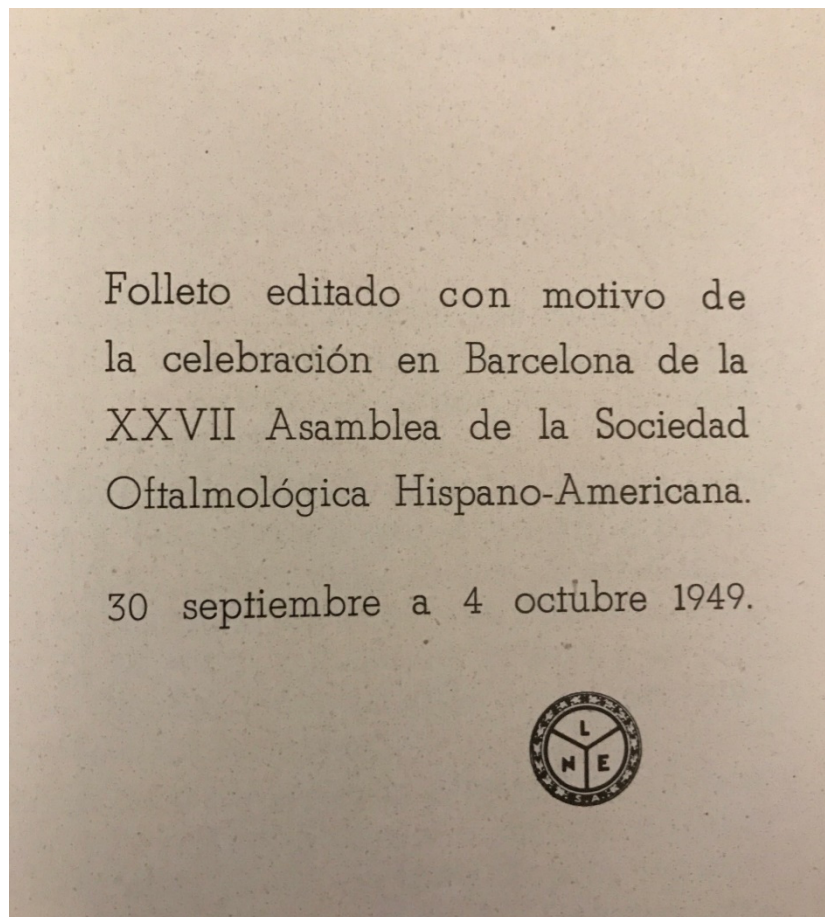 Folleto editado con motivo de
la celebración en Barcelona de la
XXVII Asamblea de la Sociedad
Oftalmológica Hispano-Americana.
30 septiembre a 4 octubre 1949.
L
N E
S.A.